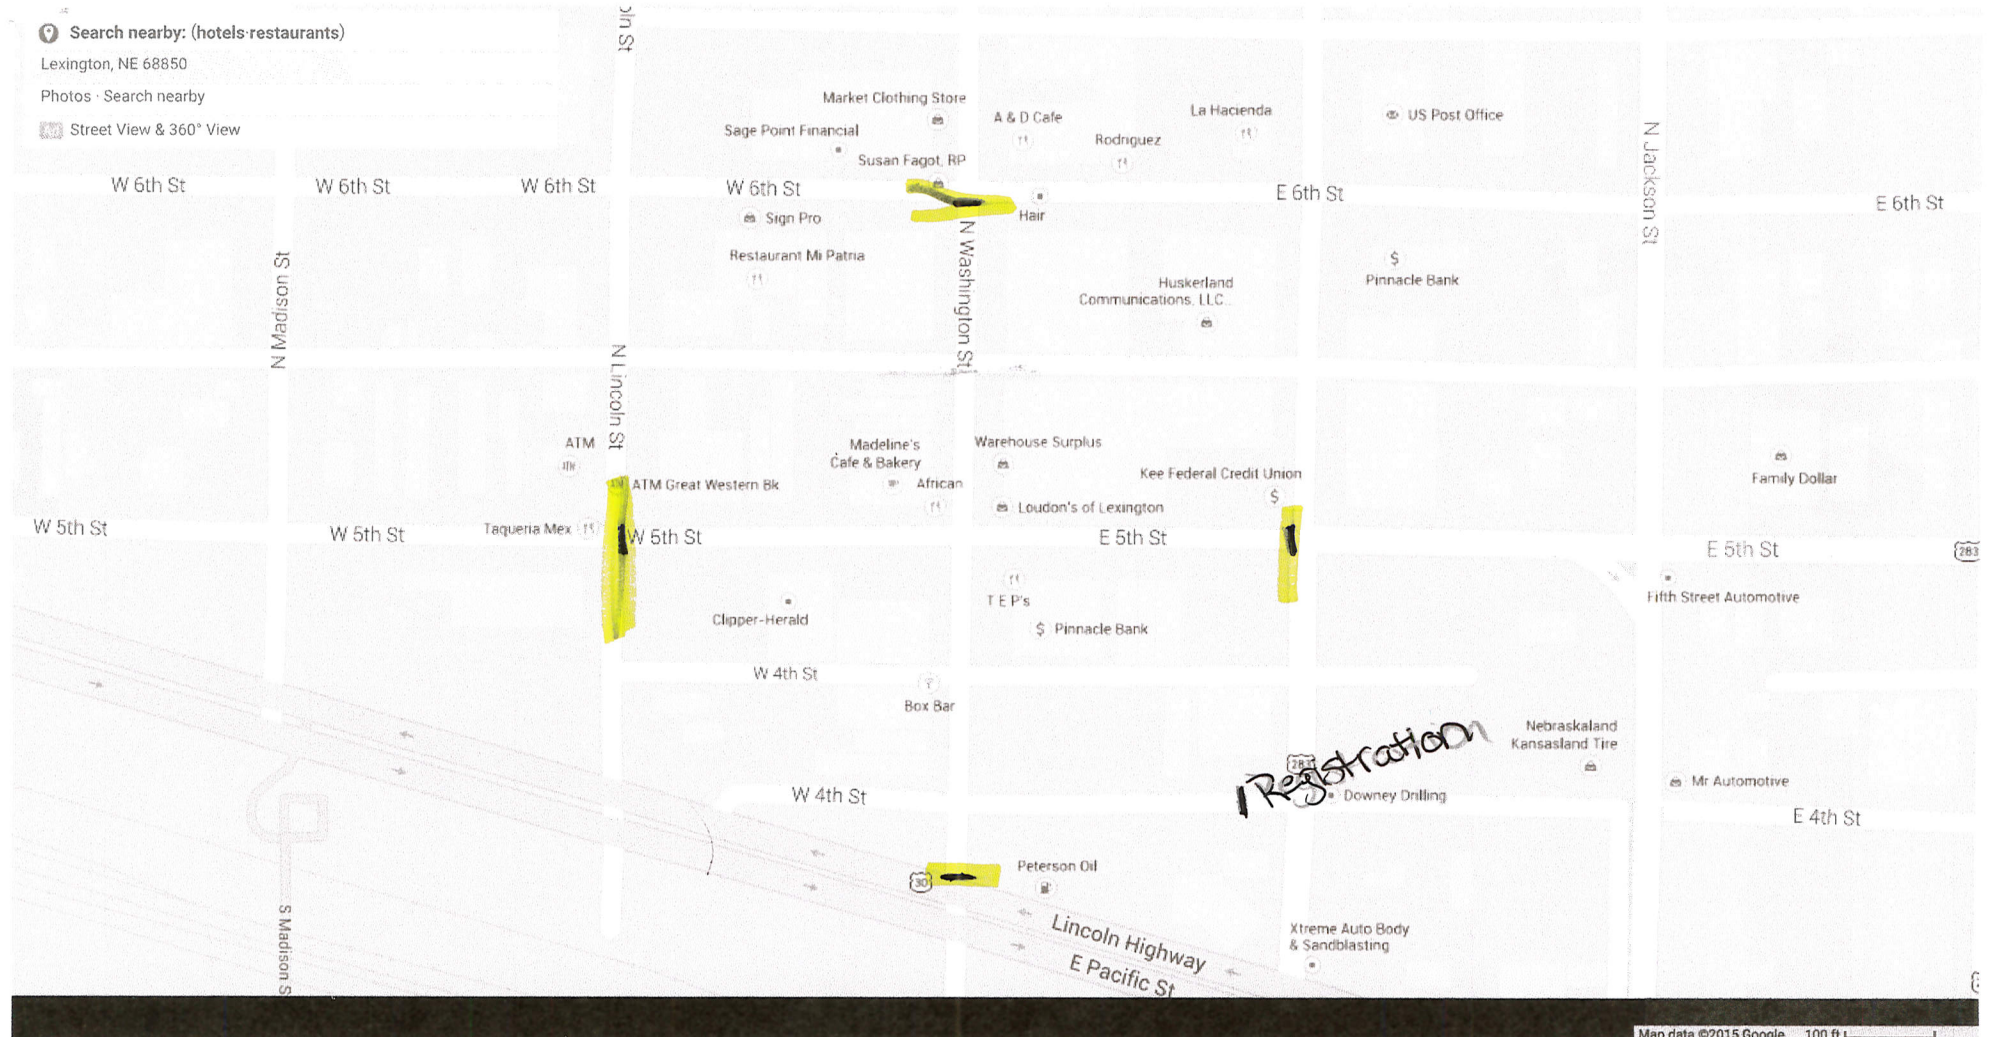 Search nearby: (hotels·restaurants)
Lexington, NE 68850
Photos · Search nearby
Street View & 360° View
oln St
Market Clothing Store
Sage Point Financial
Susan Fagot, RP
A & D Cafe
Rodriguez
La Hacienda
US Post Office
N Jackson St
W 6th St
W 6th St
W 6th St
W 6th St
E 6th St
E 6th St
Sign Pro
Hair
Restaurant Mi Patria
N Washington St
N Madison St
Huskerland
Communications, LLC..
$
Pinnacle Bank
N Lincoln St
ATM
ATM Great Western Bk
Madeline's
Cafe & Bakery
African
Warehouse Surplus
Loudon's of Lexington
Kee Federal Credit Union
$
Family Dollar
W 5th St
W 5th St
Taqueria Mex
W 5th St
E 5th St
E 5th St
283
Fifth Street Automotive
Clipper-Herald
T E P's
$ Pinnacle Bank
W 4th St
Box Bar
Registration
283
Downey Drilling
Nebraskaland
Kansasland Tire
Mr Automotive
W 4th St
E 4th St
30
Peterson Oil
Lincoln Highway
E Pacific St
Xtreme Auto Body
& Sandblasting
S Madison S
Map data ©2015 Google 100 ft